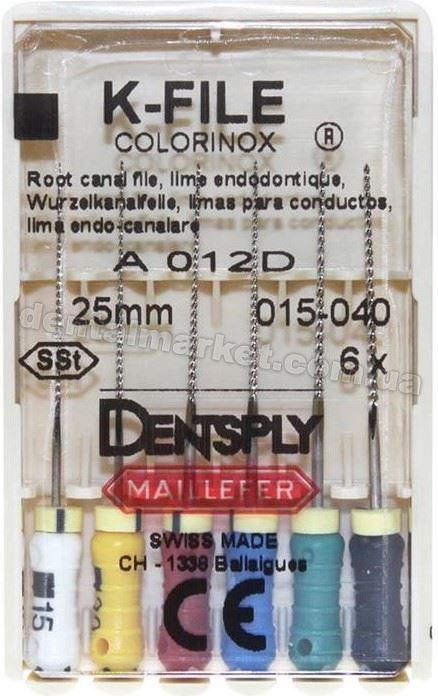 K-FILE
COLORINOX ®
Root canal file, lime endodontique,
Wurzelkanalfeile, limas para conductos,
lima endo-canalare
A 012D
25mm 015-040
SSt 6 x
dentalmarket.com.ua
DENTSPLY
MAILLEFER
SWISS MADE
CH - 1338 Ballaigues
CE
15